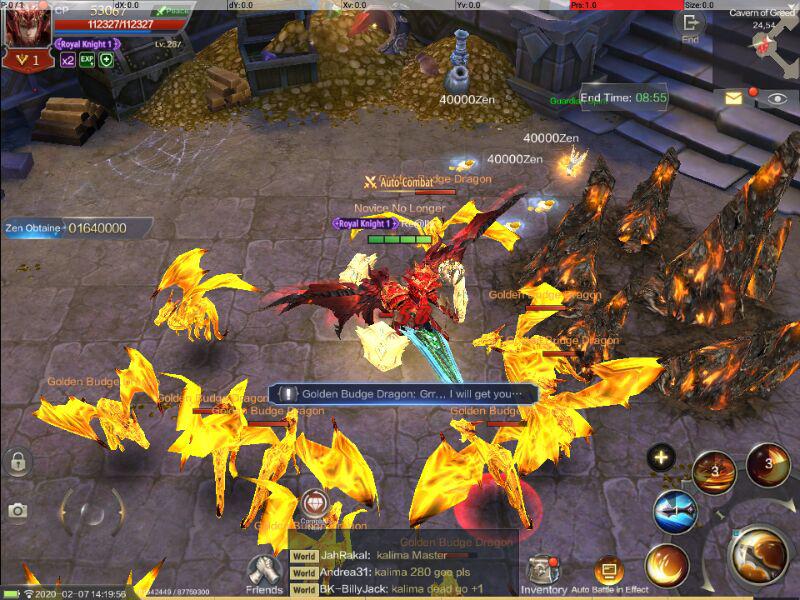 P:0 / 1 dX: 0.0 dY: 0.0 Xv: 0.0 Yv: 0.0 Prs: 1.0 Size: 0.0
CP 53067 Peace
112327/112327
Royal Knight 1 Lv.287
1 x2 EXP
End
Cavern of Greed
24,54
40000Zen
Guardian
End Time: 08:55
40000Zen
40000Zen
Auto Combat
Golden Budge Dragon
Novice No Longer
Royal Knight 1
Zen Obtaine 01640000
Golden Budge Dragon
Golden Budge Dragon
Golden Budge Dragon
Golden Budge Dragon
Golden Budge Dragon: Grr... I will get you...
Golden Budge Dragon
Golden Budge
3 3
Golden Budge Dragon
Golden Budge Dragon
World JahRakal: kalima Master
World Andrea31: kalima 280 geo pls
World BK-BillyJack: kalima dead go +1
Friends
Inventory
Auto Battle in Effect
2020-02-07 14:19:56
/ 87759300